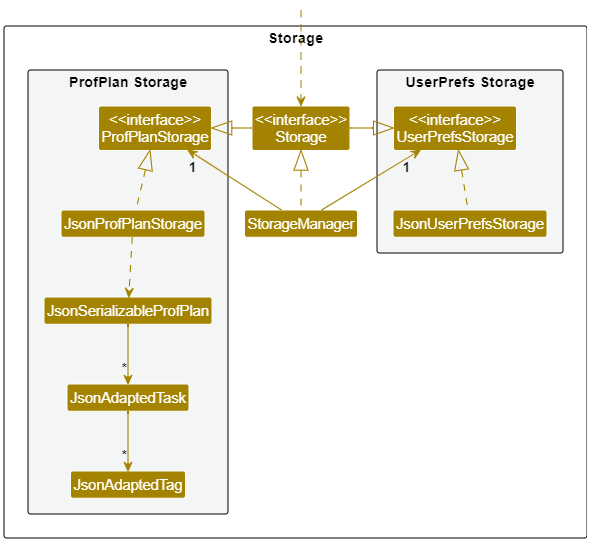 Storage
ProfPlan Storage
UserPrefs Storage
<<interface>>
ProfPlanStorage
<<interface>>
Storage
<<interface>>
UserPrefsStorage
1
1
JsonProfPlanStorage
StorageManager
JsonUserPrefsStorage
JsonSerializableProfPlan
*
JsonAdaptedTask
*
JsonAdaptedTag